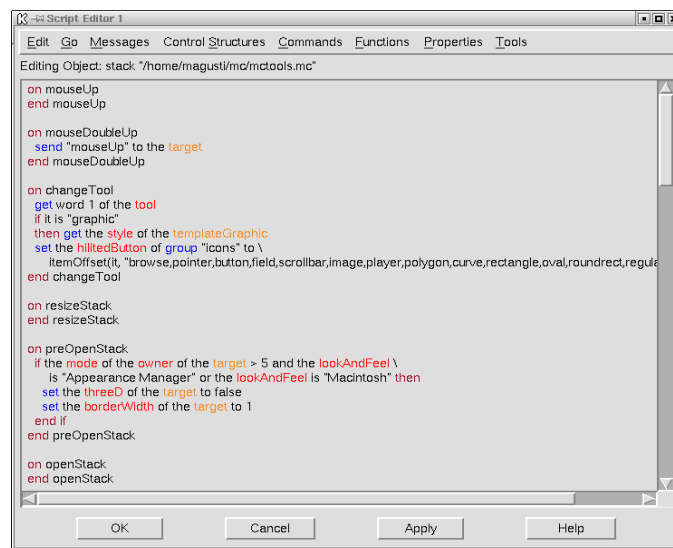 Script Editor 1
Edit Go Messages Control Structures Commands Functions Properties Tools
Editing Object: stack "/home/magusti/mc/mctools.mc"
on mouseUp
end mouseUp
on mouseDoubleUp
send "mouseUp" to the target
end mouseDoubleUp
on changeTool
get word 1 of the tool
if it is "graphic"
then get the style of the templateGraphic
set the hilitedButton of group "icons" to \
itemOffset(it, "browse,pointer,button,field,scrollbar,image,player,polygon,curve,rectangle,oval,roundrect,regula
end changeTool
on resizeStack
end resizeStack
on preOpenStack
if the mode of the owner of the target > 5 and the lookAndFeel \
is "Appearance Manager" or the lookAndFeel is "Macintosh" then
set the threeD of the target to false
set the borderWidth of the target to 1
end if
end preOpenStack
on openStack
end openStack
OK Cancel Apply Help